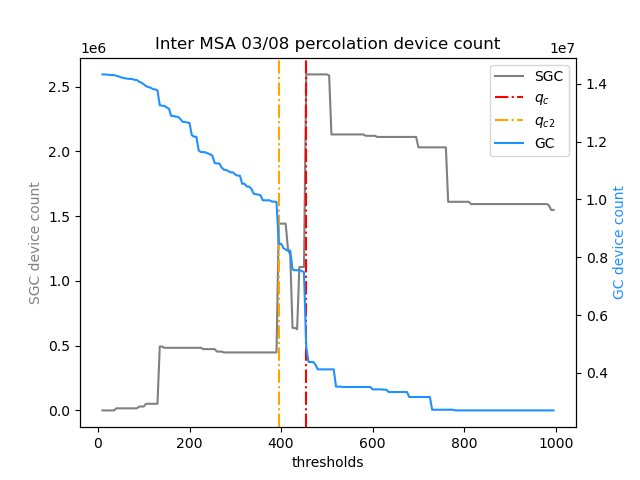 Inter MSA 03/08 percolation device count
1e6
1e7
SGC
q_c
q_{c2}
GC
2.5
2.0
1.5
1.0
0.5
0.0
SGC device count
1.4
1.2
1.0
0.8
0.6
0.4
GC device count
0
200
400
600
800
1000
thresholds